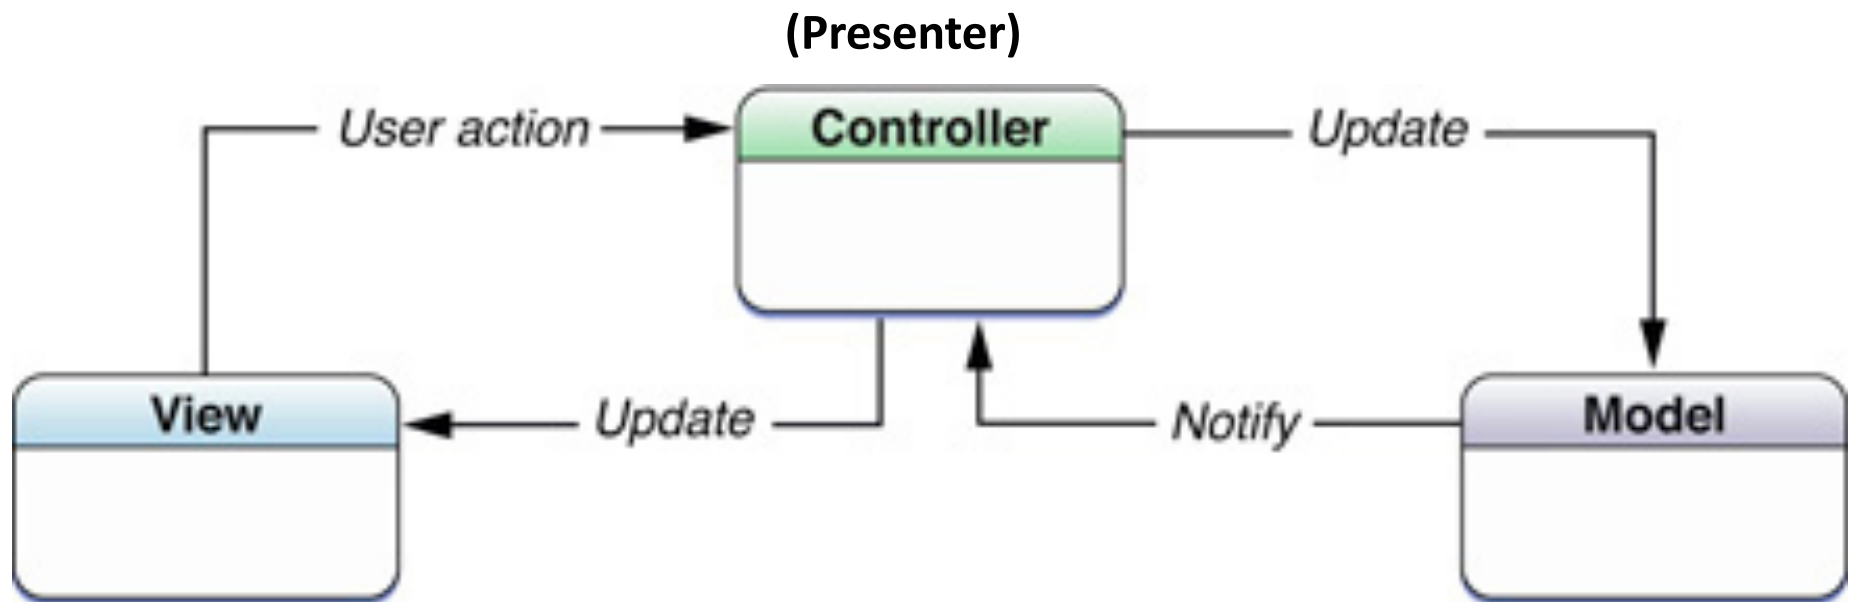 (Presenter)
User action
Controller
Update
View
Update
Notify
Model